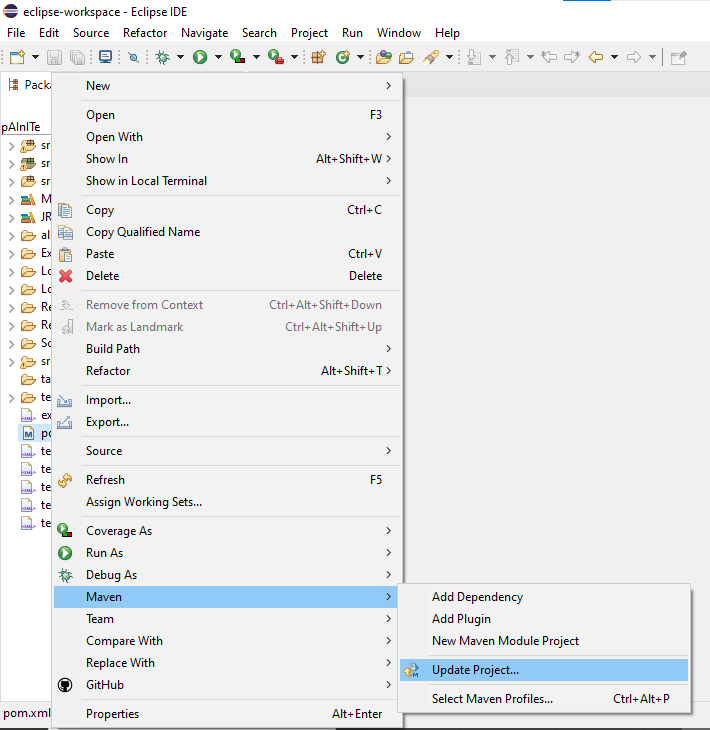 eclipse-workspace - Eclipse IDE
File Edit Source Refactor Navigate Search Project Run Window Help
Packa
New
pAInITe
Open F3
Open With
Show In Alt+Shift+W
Show in Local Terminal
Copy Ctrl+C
Copy Qualified Name
Paste Ctrl+V
Delete Delete
Remove from Context Ctrl+Alt+Shift+Down
Mark as Landmark Ctrl+Alt+Shift+Up
Build Path
Refactor Alt+Shift+T
Import...
Export...
Source
Refresh F5
Assign Working Sets...
Coverage As
Run As
Debug As
Maven
Team
Compare With
Replace With
GitHub
Properties Alt+Enter
sr
sr
sr
M
JR
al
Ex
Lo
Lo
Re
Re
Sc
sr
ta
te
ex
po
te
te
te
te
te
Add Dependency
Add Plugin
New Maven Module Project
Update Project...
Select Maven Profiles... Ctrl+Alt+P
pom.xml